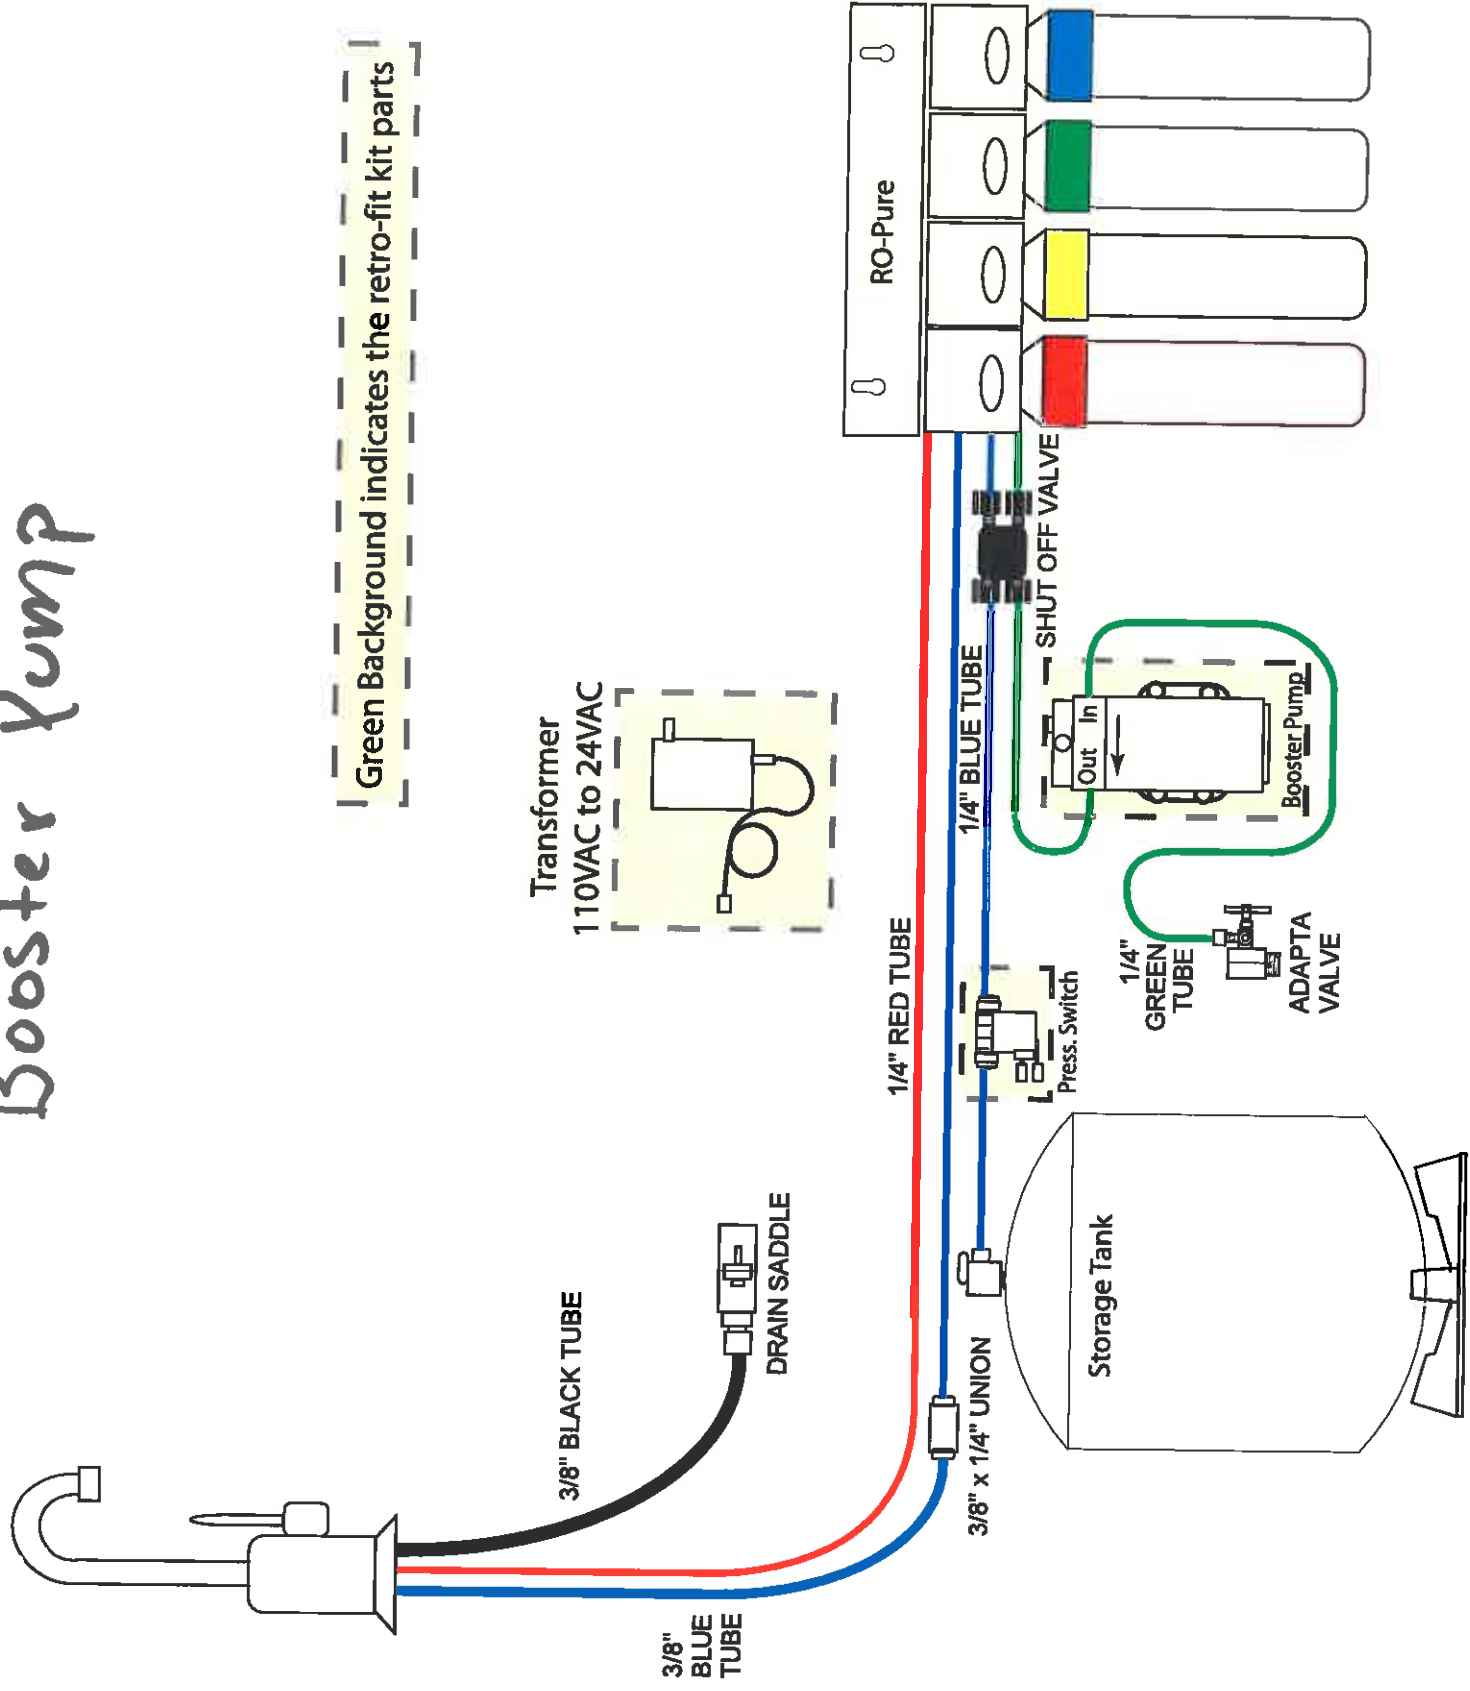 Booster Pump
Green Background indicates the retro-fit kit parts
Transformer
110VAC to 24VAC
RO-Pure
SHUT OFF VALVE
1/4" BLUE TUBE
In
Out
Booster Pump
1/4" RED TUBE
Press. Switch
1/4"
GREEN
TUBE
ADAPTA
VALVE
3/8" BLACK TUBE
DRAIN SADDLE
3/8" x 1/4" UNION
Storage Tank
3/8"
BLUE
TUBE